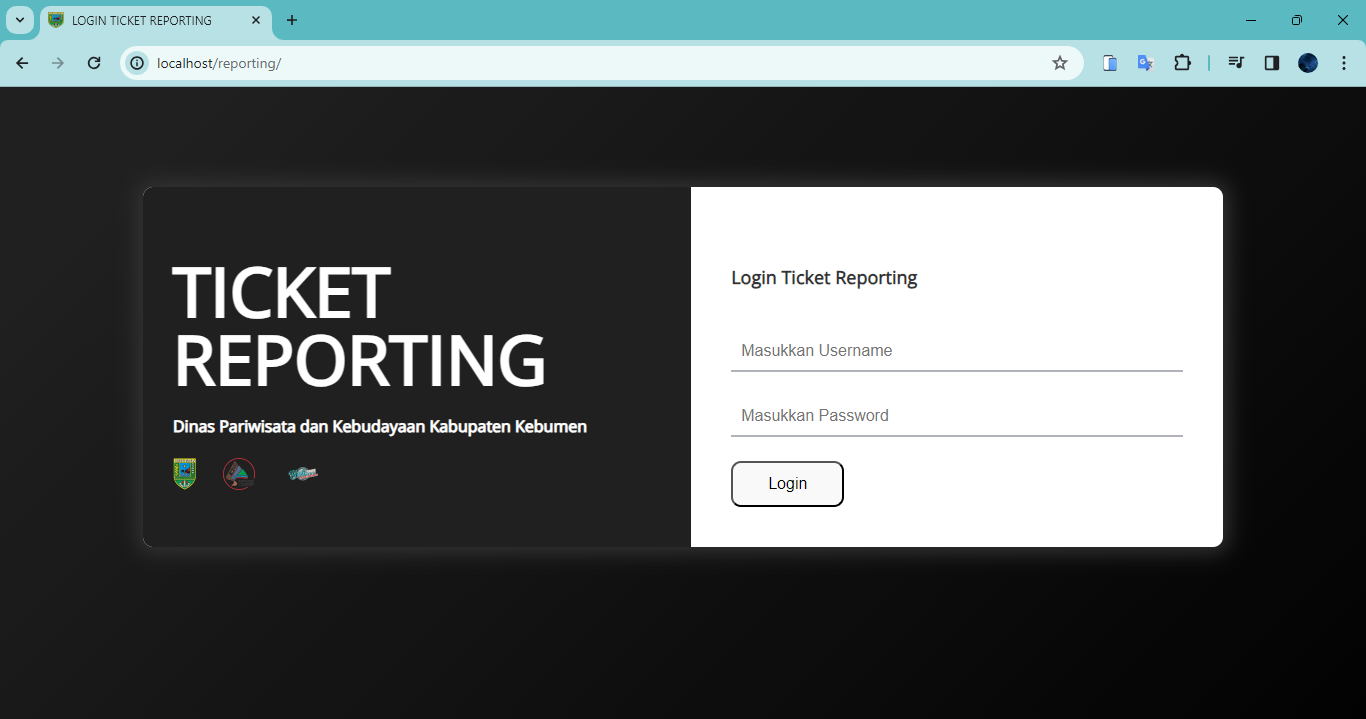 LOGIN TICKET REPORTING
localhost/reporting/
TICKET
REPORTING
Dinas Pariwisata dan Kebudayaan Kabupaten Kebumen
Login Ticket Reporting
Masukkan Username
Masukkan Password
Login